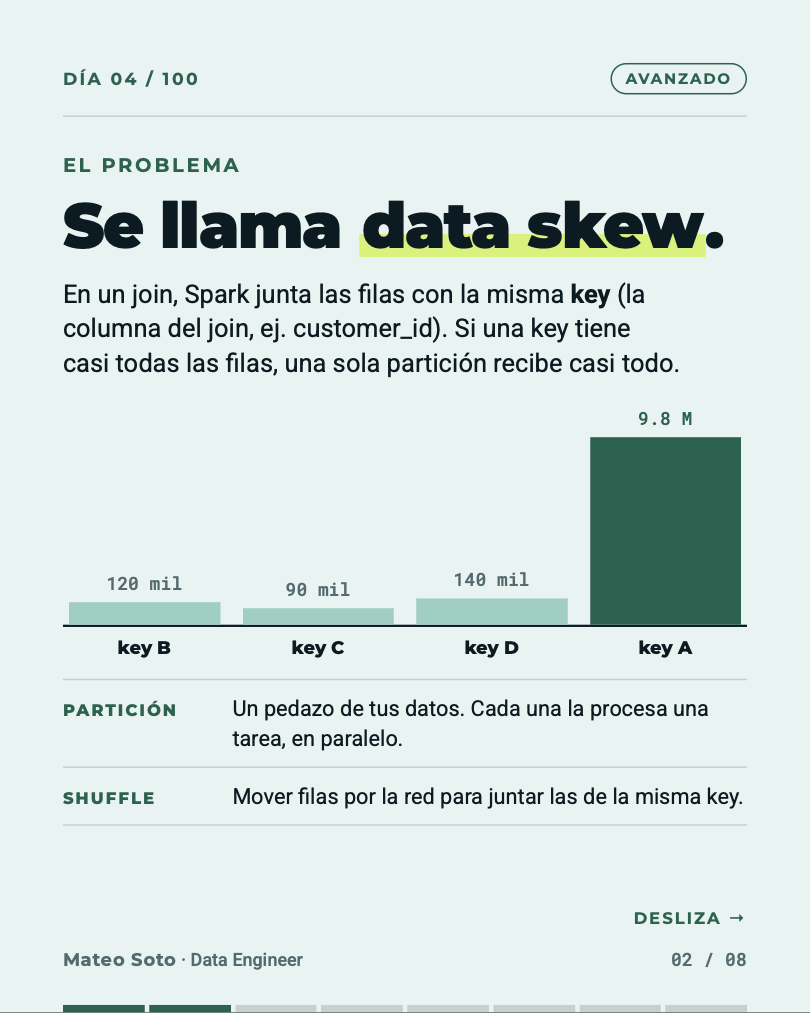 DÍA 04 / 100
AVANZADO
EL PROBLEMA
Se llama data skew.
En un join, Spark junta las filas con la misma key (la
columna del join, ej. customer_id). Si una key tiene
casi todas las filas, una sola partición recibe casi todo.
9.8 M
120 mil
90 mil
140 mil
key B
key C
key D
key A
PARTICIÓN
Un pedazo de tus datos. Cada una la procesa una
tarea, en paralelo.
SHUFFLE
Mover filas por la red para juntar las de la misma key.
DESLIZA →
Mateo Soto · Data Engineer
02 / 08